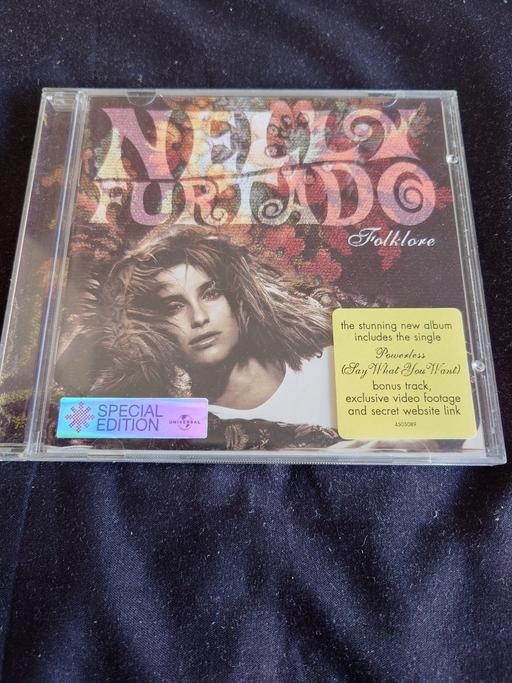 NELLY
FURTADO
Folklore
the stunning new album
includes the single
Powerless
(Say What You Want)
bonus track,
exclusive video footage
and secret website link
4505089
SPECIAL
EDITION
UNIVERSAL